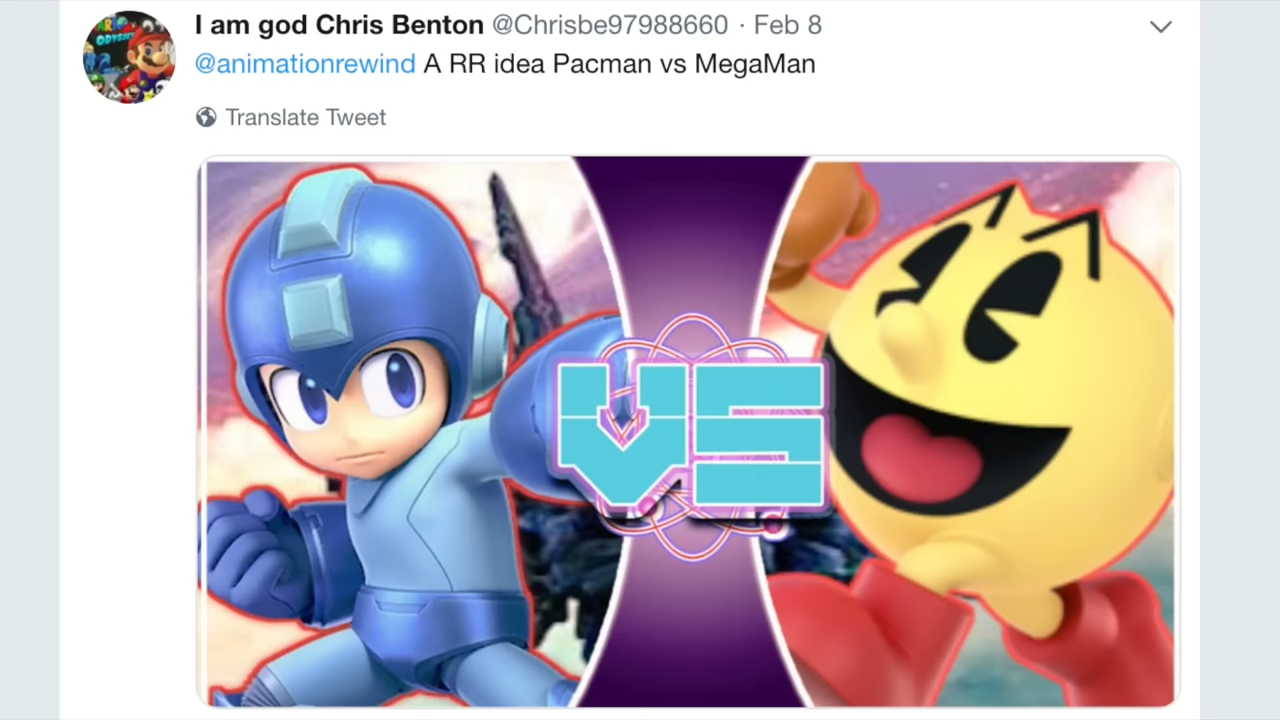 I am god Chris Benton @Chrisbe97988660 · Feb 8
@animationrewind A RR idea Pacman vs MegaMan
Translate Tweet
VS